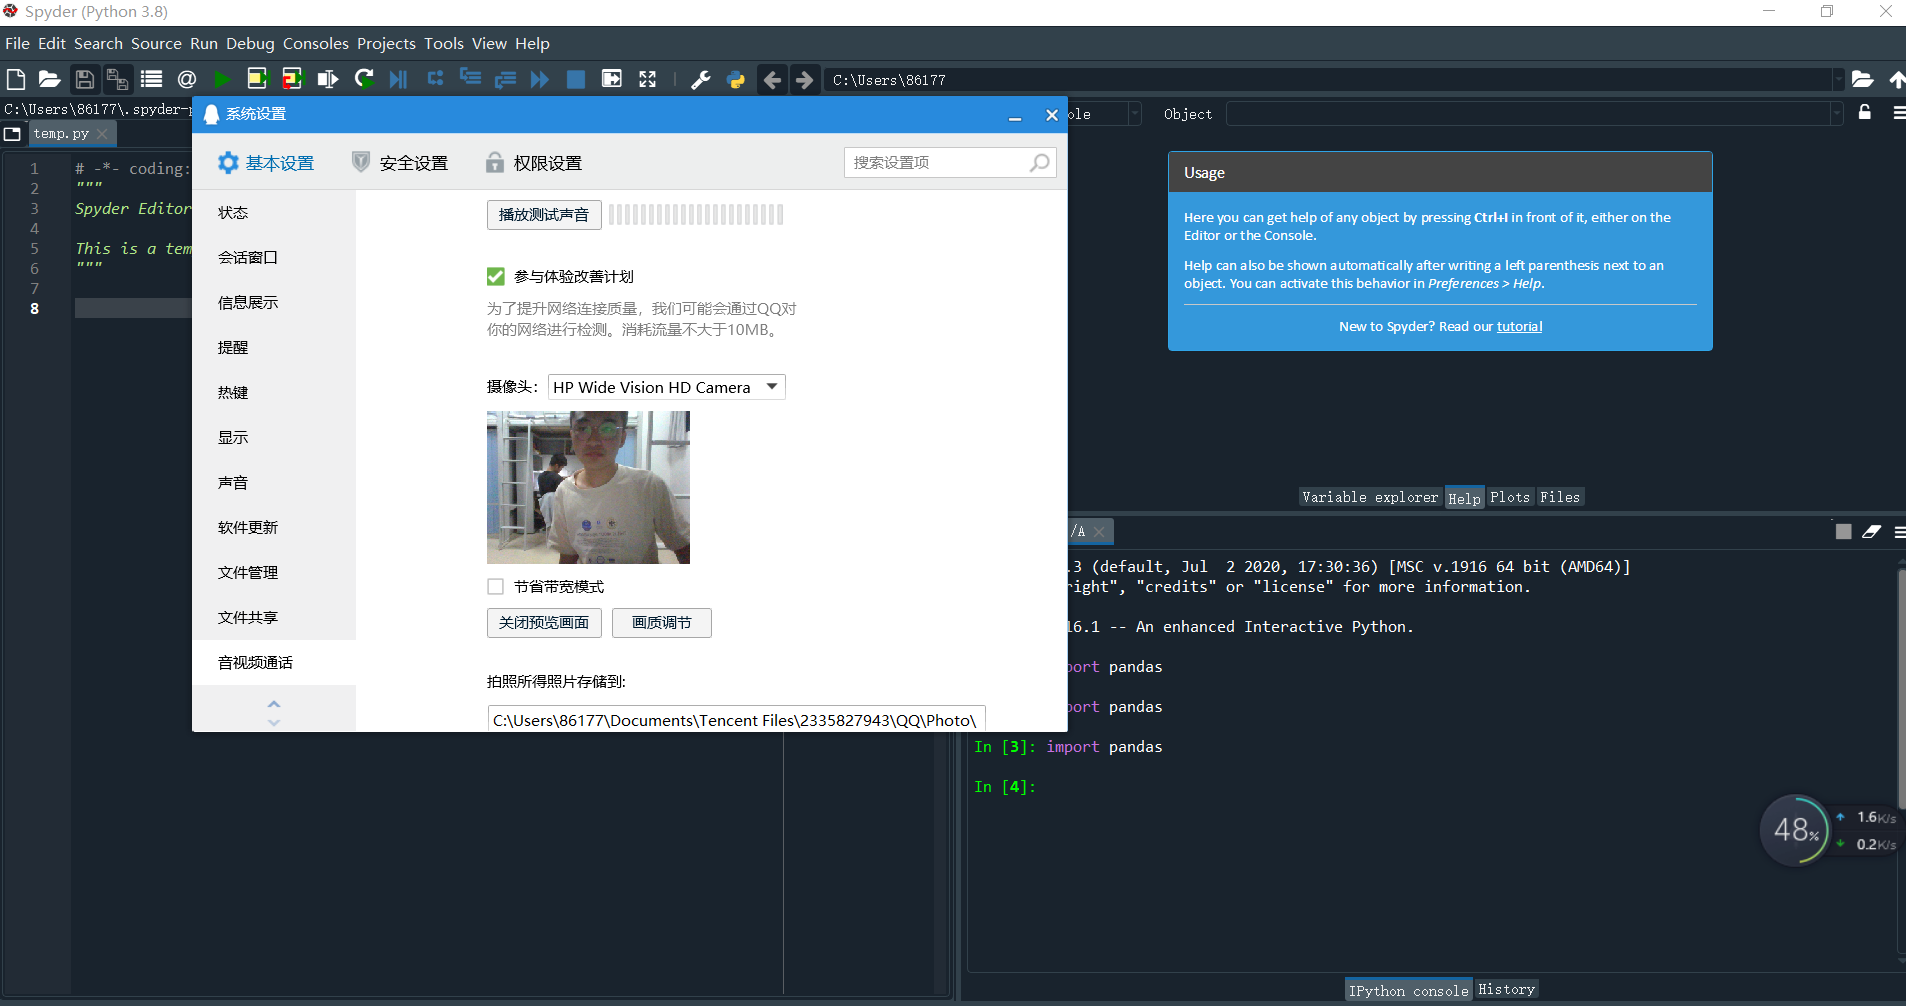 Spyder (Python 3.8)
File Edit Search Source Run Debug Consoles Projects Tools View Help
C:\Users\86177
C:\Users\86177\.spyder-
temp.py
1 # -*- coding:
2 """
3 Spyder Editor
4
5 This is a tem
6 """
7
8
系统设置
基本设置 安全设置 权限设置
搜索设置项
状态
会话窗口
信息展示
提醒
热键
显示
声音
软件更新
文件管理
文件共享
音视频通话
播放测试声音
参与体验改善计划
为了提升网络连接质量，我们可能会通过QQ对
你的网络进行检测。消耗流量不大于10MB。
摄像头: HP Wide Vision HD Camera
节省带宽模式
关闭预览画面 画质调节
拍照所得照片存储到:
C:\Users\86177\Documents\Tencent Files\2335827943\QQ\Photo\
ole Object
Usage
Here you can get help of any object by pressing Ctrl+I in front of it, either on the
Editor or the Console.
Help can also be shown automatically after writing a left parenthesis next to an
object. You can activate this behavior in Preferences > Help.
New to Spyder? Read our tutorial
Variable explorer Help Plots Files
/A
.3 (default, Jul 2 2020, 17:30:36) [MSC v.1916 64 bit (AMD64)]
right", "credits" or "license" for more information.
16.1 -- An enhanced Interactive Python.
port pandas
port pandas
In [3]: import pandas
In [4]:
48%
1.6K/s
0.2K/s
IPython console History